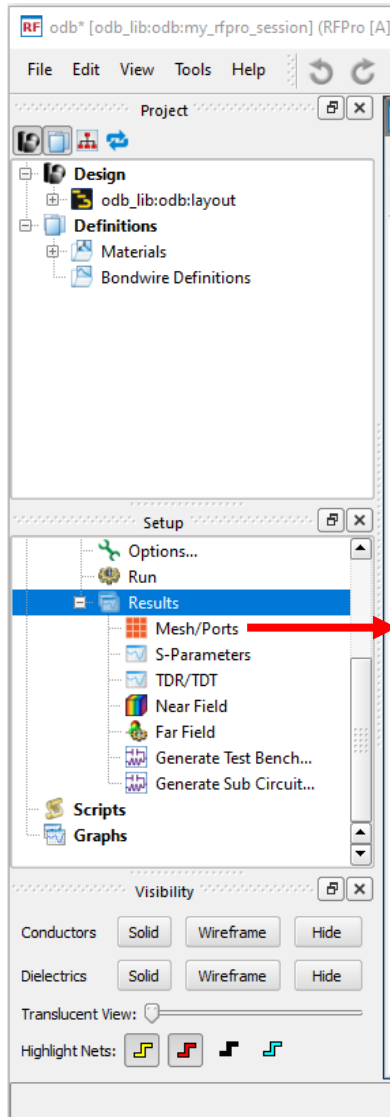 RF odb* [odb_lib:odb:my_rfpro_session] (RFPro [A]
File Edit View Tools Help
Project
Design
odb_lib:odb:layout
Definitions
Materials
Bondwire Definitions
Setup
Options...
Run
Results
Mesh/Ports
S-Parameters
TDR/TDT
Near Field
Far Field
Generate Test Bench...
Generate Sub Circuit...
Scripts
Graphs
Visibility
Conductors Solid Wireframe Hide
Dielectrics Solid Wireframe Hide
Translucent View:
Highlight Nets: